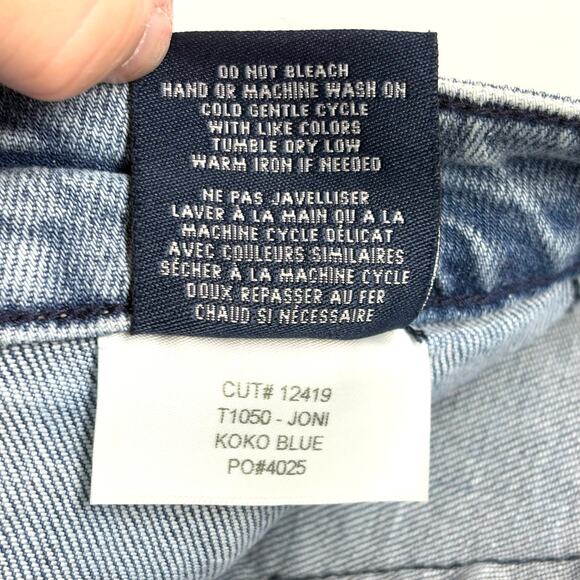 DO NOT BLEACH
HAND OR MACHINE WASH ON
COLD GENTLE CYCLE
WITH LIKE COLORS
TUMBLE DRY LOW
WARM IRON IF NEEDED
NE PAS JAVELLISER
LAVER À LA MAIN OU A LA
MACHINE CYCLE DÉLICAT
AVEC COULEURS SIMILAIRES
SÉCHER À LA MACHINE CYCLE
DOUX REPASSER AU FER
CHAUD SI NÉCESSAIRE
CUT# 12419
T1050 - JONI
KOKO BLUE
PO#4025